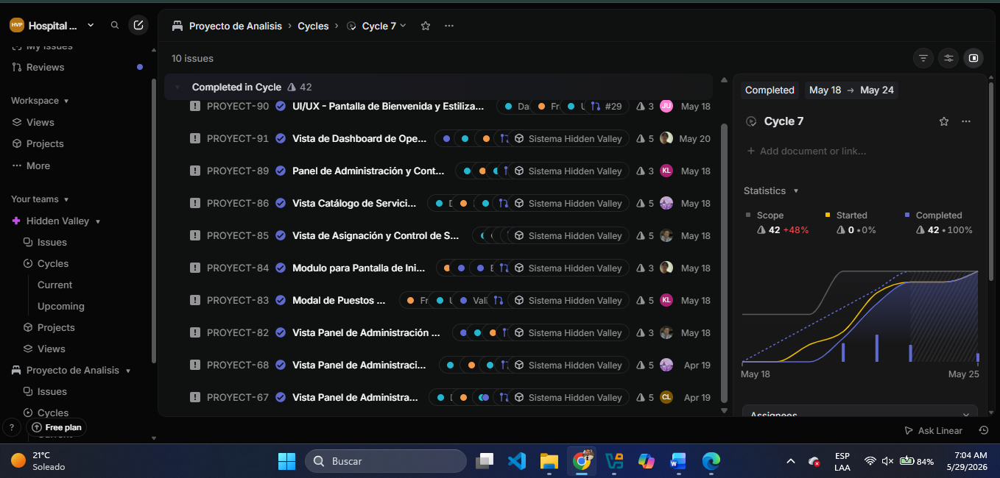 HVP Hospital ...
My Issues
Reviews
Workspace
Views
Projects
More
Your teams
Hidden Valley
Issues
Cycles
Current
Upcoming
Projects
Views
Proyecto de Analisis
Issues
Cycles
Current
? Free plan
Proyecto de Analisis › Cycles › Cycle 7
10 issues
Completed in Cycle 42
PROYECT-90 UI/UX - Pantalla de Bienvenida y Estiliza... Da Fr #29 3 JU May 18
PROYECT-91 Vista de Dashboard de Ope... Sistema Hidden Valley 5 May 20
PROYECT-89 Panel de Administración y Cont... Sistema Hidden Valley 3 KL May 18
PROYECT-86 Vista Catálogo de Servici... Sistema Hidden Valley 5 May 18
PROYECT-85 Vista de Asignación y Control de S... Sistema Hidden Valley 5 May 18
PROYECT-84 Modulo para Pantalla de Ini... Sistema Hidden Valley 3 May 18
PROYECT-83 Modal de Puestos ... Fr Vali Sistema Hidden Valley 5 KL May 18
PROYECT-82 Vista Panel de Administración ... Sistema Hidden Valley 3 May 18
PROYECT-68 Vista Panel de Administraci... Sistema Hidden Valley 5 Apr 19
PROYECT-67 Vista Panel de Administra... Sistema Hidden Valley 5 CL Apr 19
Completed May 18 → May 24
Cycle 7
+ Add document or link...
Statistics
Scope Started Completed
42 +48% 0 • 0% 42 • 100%
May 18 May 25
Assignees
Ask Linear
21°C
Soleado
Buscar
ESP
LAA
84%
7:04 AM
5/29/2026